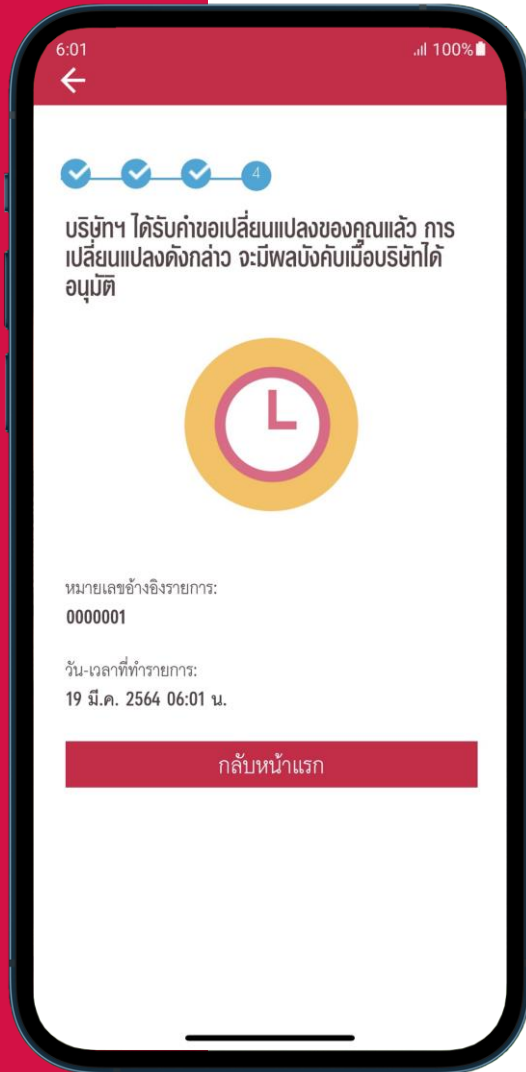 6:01
100%
4
บริษัทฯ ได้รับคำขอเปลี่ยนแปลงของคุณแล้ว การ
เปลี่ยนแปลงดังกล่าว จะมีผลบังคับเมื่อบริษัทได้
อนุมัติ
หมายเลขอ้างอิงรายการ:
0000001
วัน-เวลาที่ทำรายการ:
19 มี.ค. 2564 06:01 น.
กลับหน้าแรก